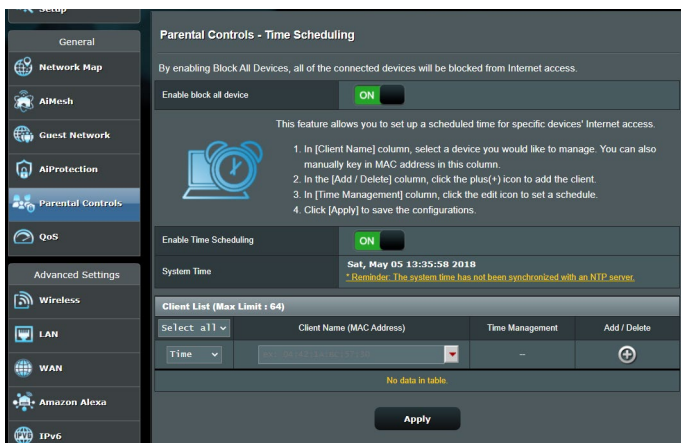 Setup
General
Network Map
AiMesh
Guest Network
AiProtection
Parental Controls
QoS
Advanced Settings
Wireless
LAN
WAN
Amazon Alexa
IPv6
Parental Controls - Time Scheduling
By enabling Block All Devices, all of the connected devices will be blocked from Internet access.
Enable block all device
ON
This feature allows you to set up a scheduled time for specific devices' Internet access.
1. In [Client Name] column, select a device you would like to manage. You can also
manually key in MAC address in this column.
2. In the [Add / Delete] column, click the plus(+) icon to add the client.
3. In [Time Management] column, click the edit icon to set a schedule.
4. Click [Apply] to save the configurations.
Enable Time Scheduling
ON
System Time
Sat, May 05 13:35:58 2018
* Reminder: The system time has not been synchronized with an NTP server.
Client List (Max Limit : 64)
Select all Client Name (MAC Address) Time Management Add / Delete
Time –
No data in table.
Apply